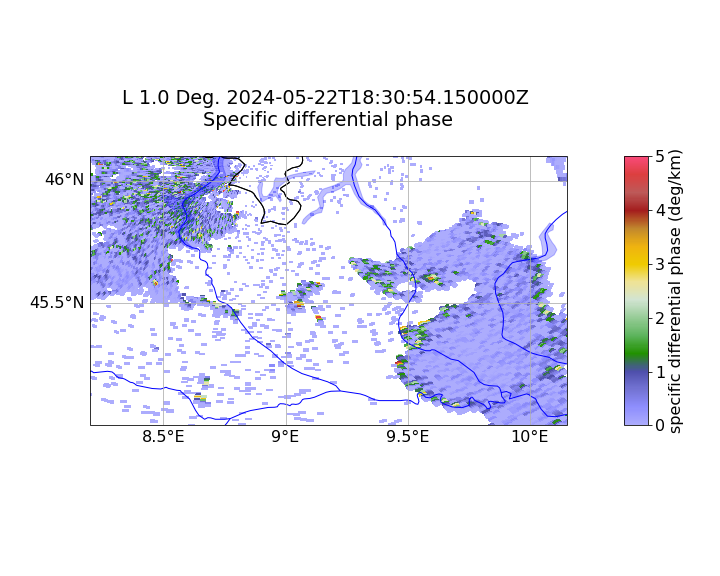 L 1.0 Deg. 2024-05-22T18:30:54.150000Z
Specific differential phase
46°N
45.5°N
8.5°E
9°E
9.5°E
10°E
5
4
3
2
1
0
specific differential phase (deg/km)